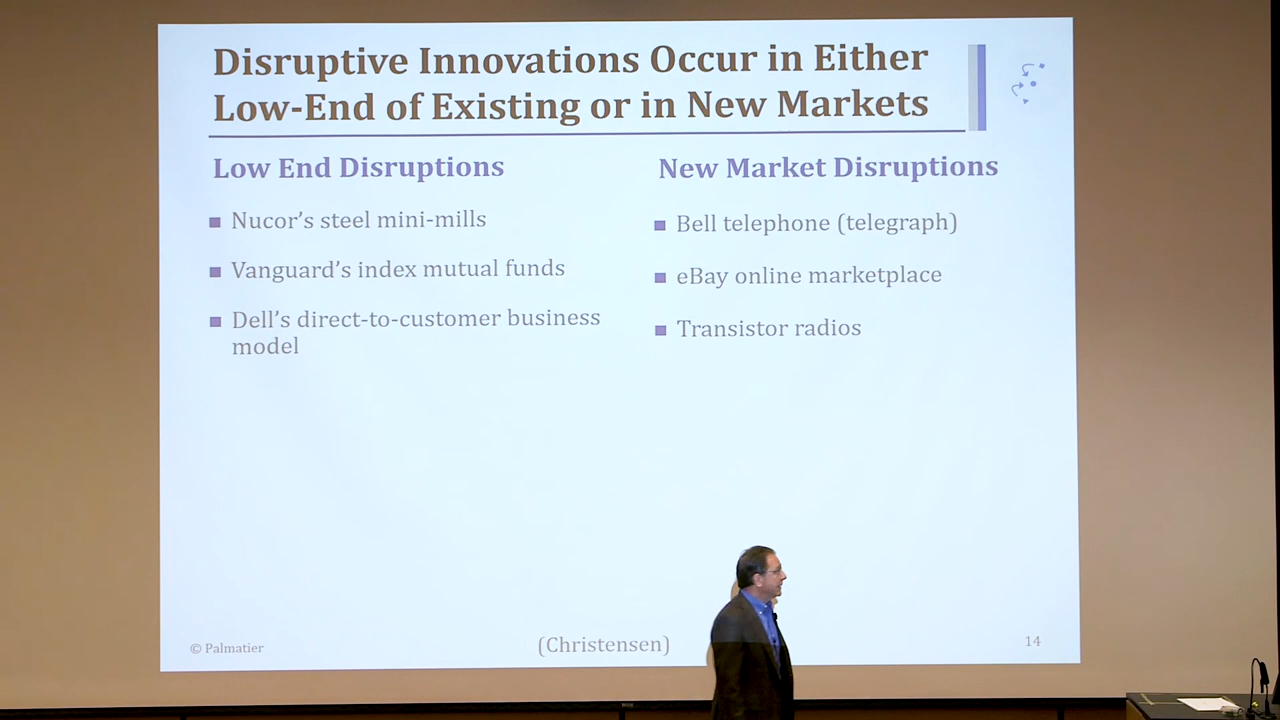 Disruptive Innovations Occur in Either
Low-End of Existing or in New Markets
Low End Disruptions
Nucor's steel mini-mills
Vanguard's index mutual funds
Dell's direct-to-customer business
model
New Market Disruptions
Bell telephone (telegraph)
eBay online marketplace
Transistor radios
© Palmatier
(Christensen)
14